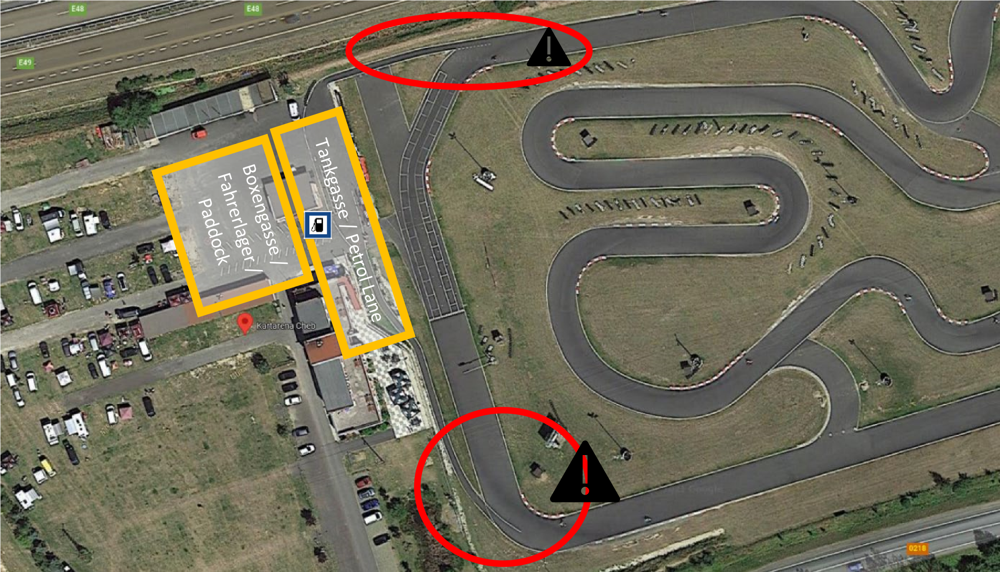 E48
E48
E49
Tankgasse / Petrol Lane
Boxengasse /
Fahrerlager /
Paddock
Kartarena Cheb
0218